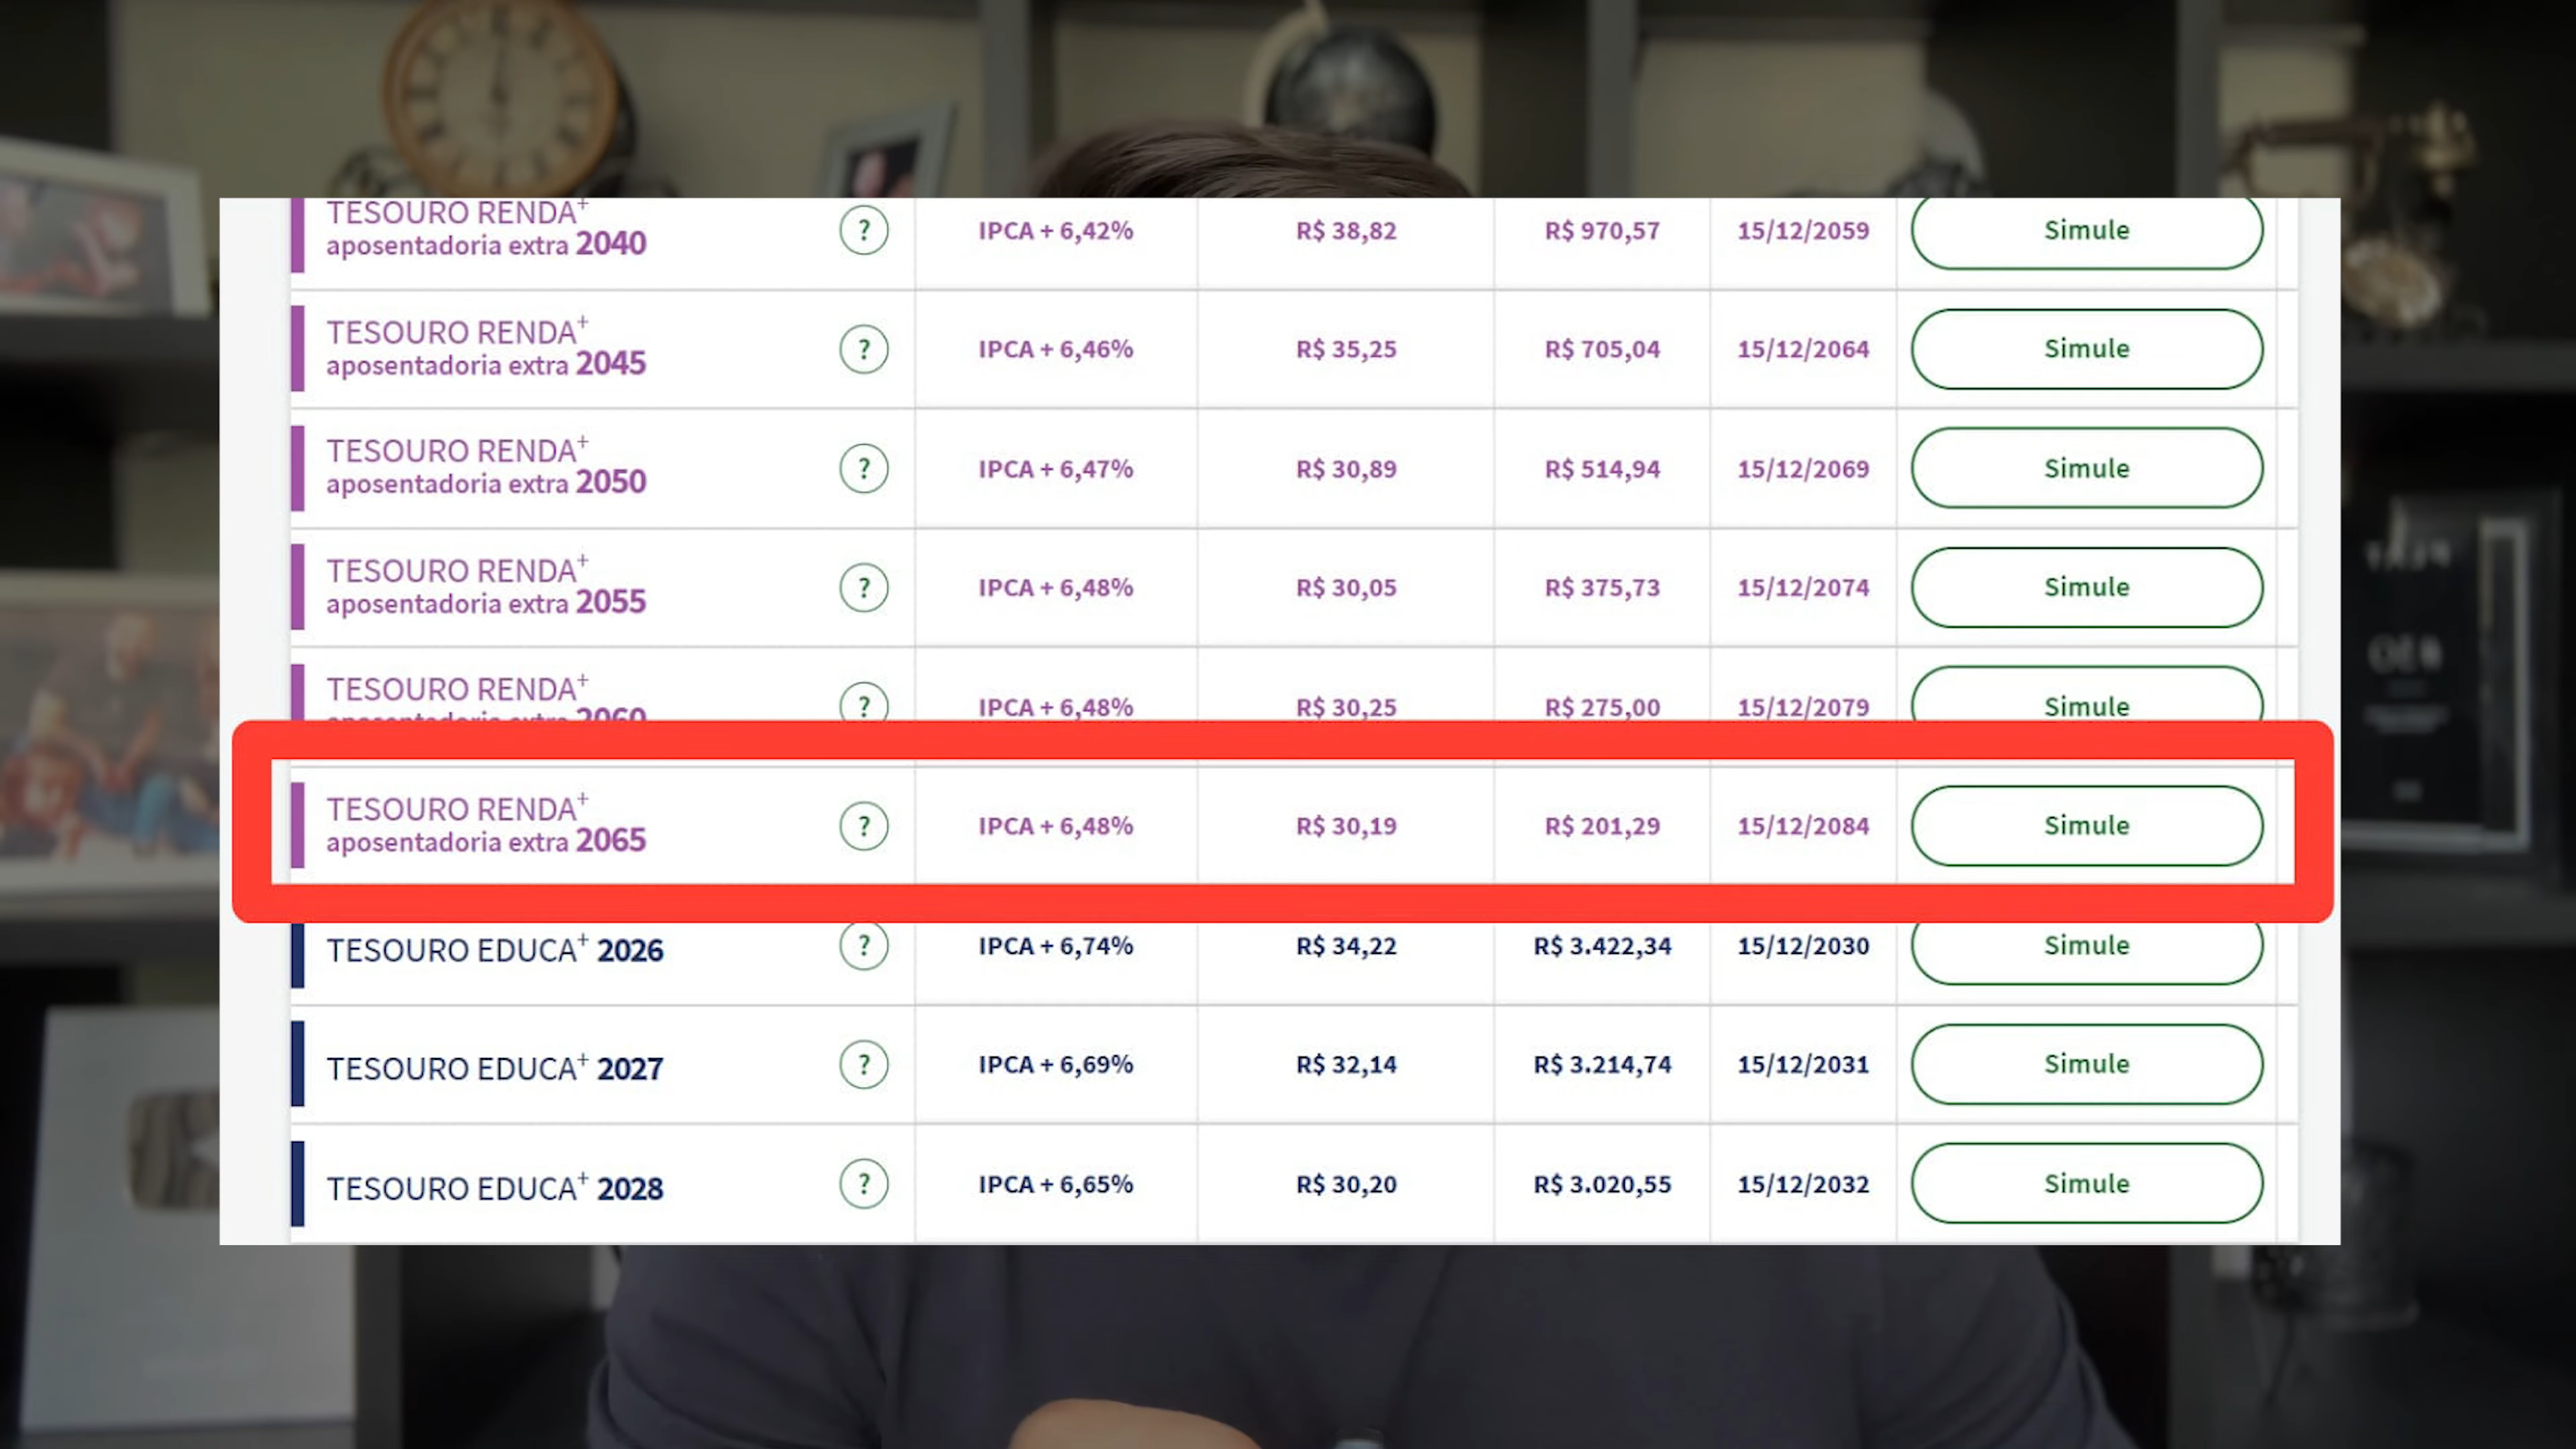 TESOURO RENDA+
aposentadoria extra 2040
?
IPCA + 6,42%
R$ 38,82
R$ 970,57
15/12/2059
Simule
TESOURO RENDA+
aposentadoria extra 2045
?
IPCA + 6,46%
R$ 35,25
R$ 705,04
15/12/2064
Simule
TESOURO RENDA+
aposentadoria extra 2050
?
IPCA + 6,47%
R$ 30,89
R$ 514,94
15/12/2069
Simule
TESOURO RENDA+
aposentadoria extra 2055
?
IPCA + 6,48%
R$ 30,05
R$ 375,73
15/12/2074
Simule
TESOURO RENDA+
aposentadoria extra 2060
?
IPCA + 6,48%
R$ 30,25
R$ 275,00
15/12/2079
Simule
TESOURO RENDA+
aposentadoria extra 2065
?
IPCA + 6,48%
R$ 30,19
R$ 201,29
15/12/2084
Simule
TESOURO EDUCA+ 2026
?
IPCA + 6,74%
R$ 34,22
R$ 3.422,34
15/12/2030
Simule
TESOURO EDUCA+ 2027
?
IPCA + 6,69%
R$ 32,14
R$ 3.214,74
15/12/2031
Simule
TESOURO EDUCA+ 2028
?
IPCA + 6,65%
R$ 30,20
R$ 3.020,55
15/12/2032
Simule